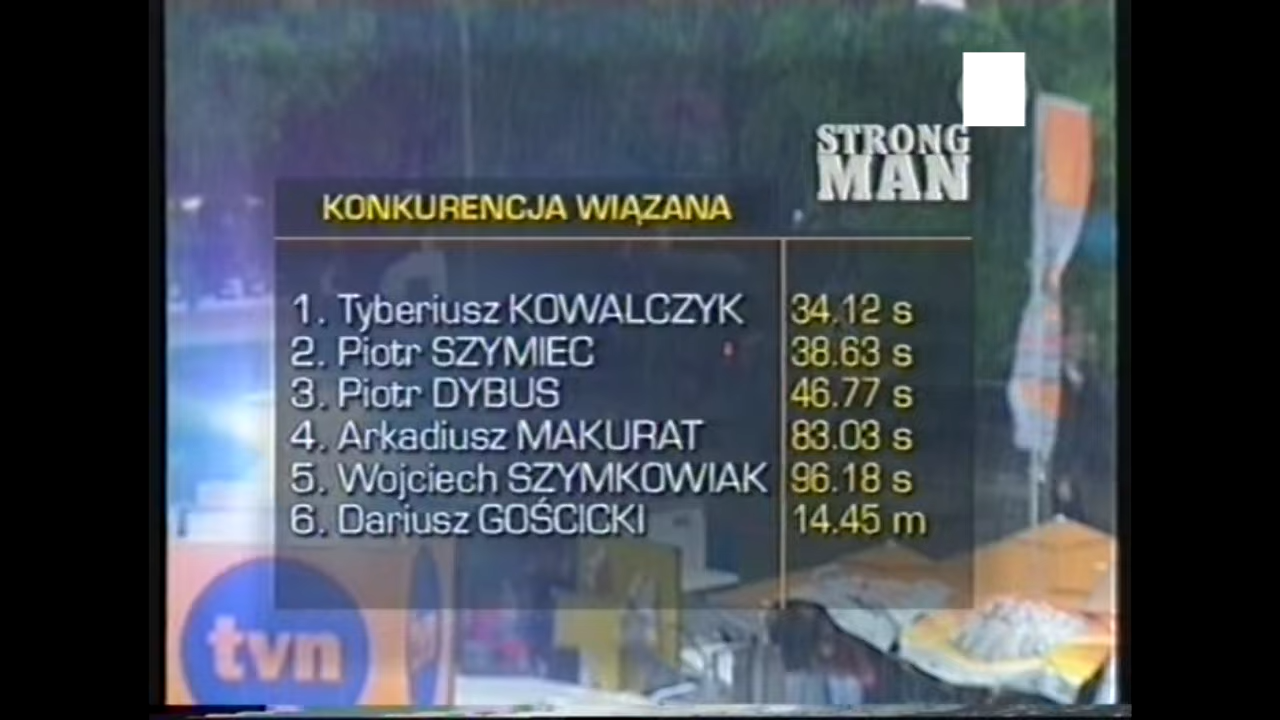 STRONG
MAN
KONKURENCJA WIĄZANA
1. Tyberiusz KOWALCZYK 34.12 s
2. Piotr SZYMIEC 38.63 s
3. Piotr DYBUS 46.77 s
4. Arkadiusz MAKURAT 83.03 s
5. Wojciech SZYMKOWIAK 96.18 s
6. Dariusz GOŚCICKI 14.45 m
tvn